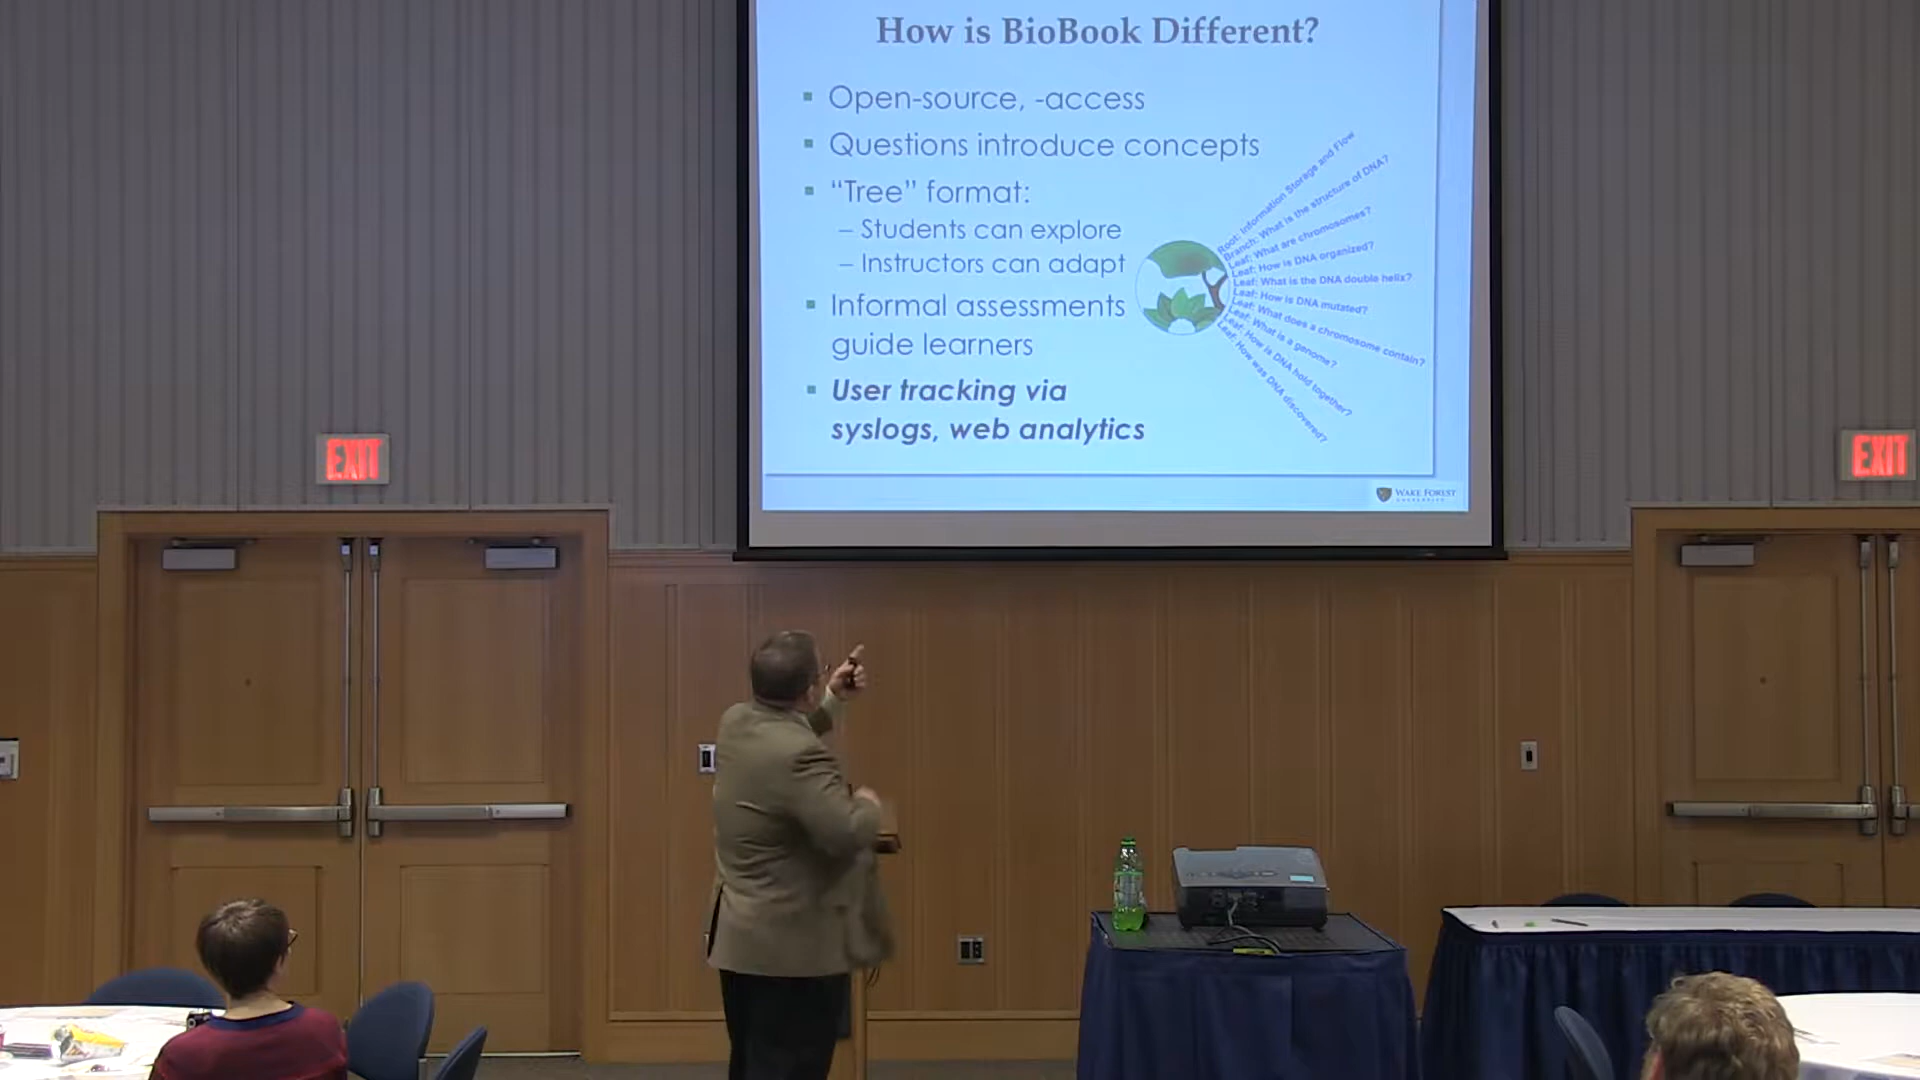 How is BioBook Different?
Open-source, -access
Questions introduce concepts
“Tree” format:
– Students can explore
– Instructors can adapt
Informal assessments
guide learners
User tracking via
syslogs, web analytics
Root: Information Storage and Flow
Branch: What is the structure of DNA?
Leaf: What are chromosomes?
Leaf: How is DNA organized?
Leaf: What is the DNA double helix?
Leaf: How is DNA mutated?
Leaf: What does a chromosome contain?
Leaf: What is a genome?
Leaf: How is DNA hold together?
Leaf: How was DNA discovered?
WAKE FOREST
UNIVERSITY
EXIT
EXIT